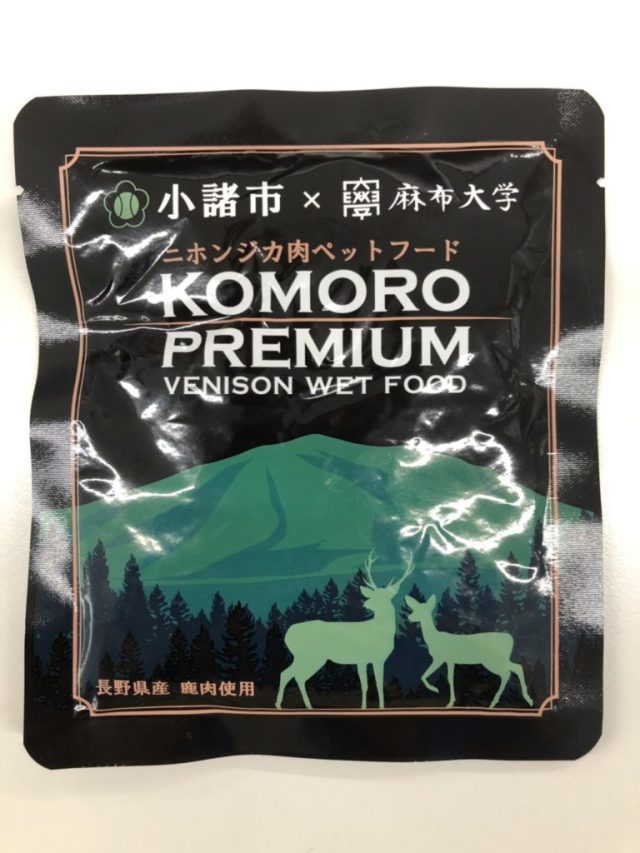 小諸市 × 麻布大学
ニホンジカ肉ペットフード
KOMORO
PREMIUM
VENISON WET FOOD
長野県産 鹿肉使用